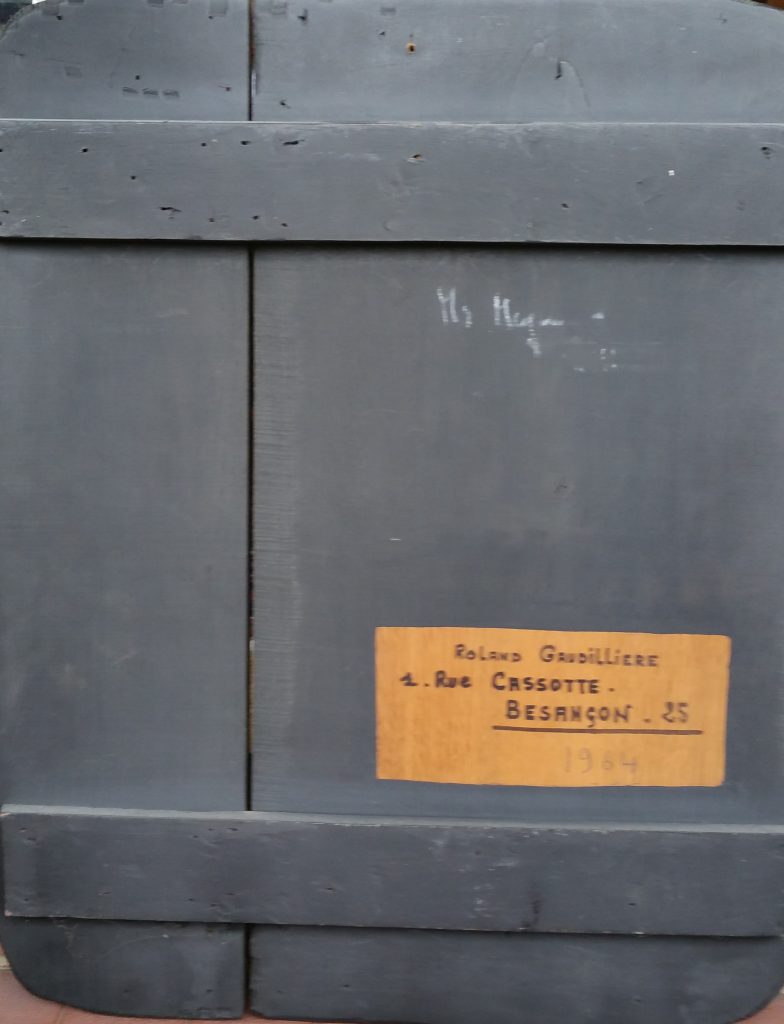 Roland Gaudilliere
1. Rue Cassotte.
Besançon. 25
1964